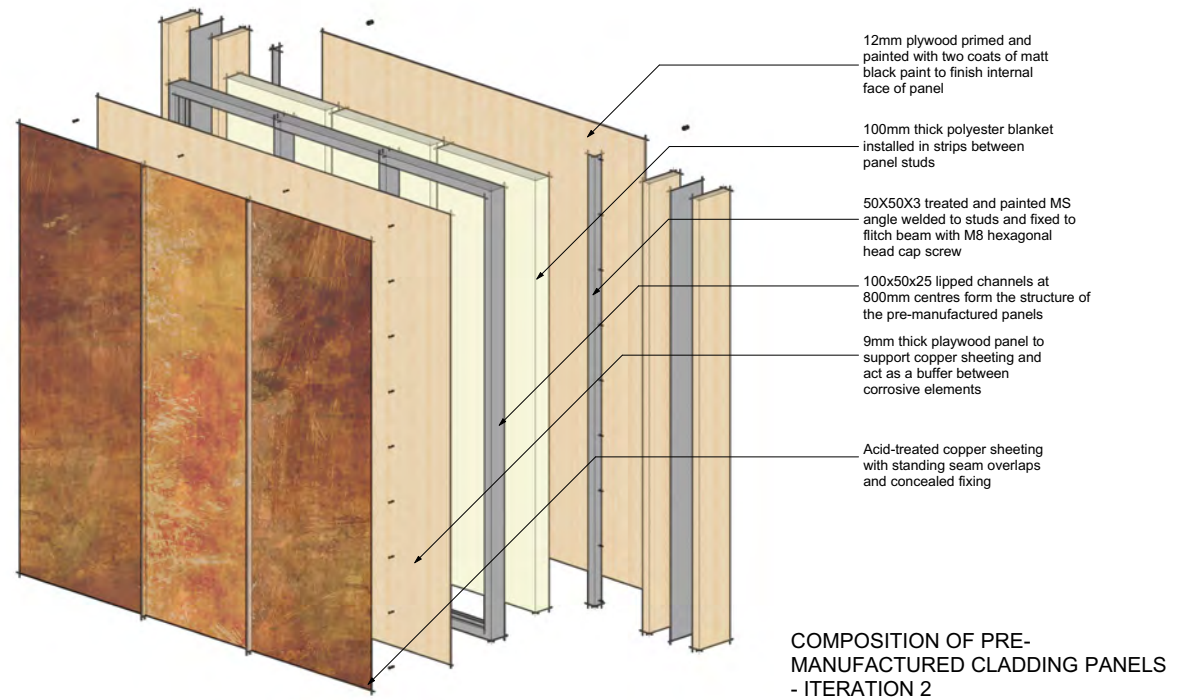 12mm plywood primed and
painted with two coats of matt
black paint to finish internal
face of panel
100mm thick polyester blanket
installed in strips between
panel studs
50X50X3 treated and painted MS
angle welded to studs and fixed to
flitch beam with M8 hexagonal
head cap screw
100x50x25 lipped channels at
800mm centres form the structure of
the pre-manufactured panels
9mm thick playwood panel to
support copper sheeting and
act as a buffer between
corrosive elements
Acid-treated copper sheeting
with standing seam overlaps
and concealed fixing
COMPOSITION OF PRE-
MANUFACTURED CLADDING PANELS
- ITERATION 2